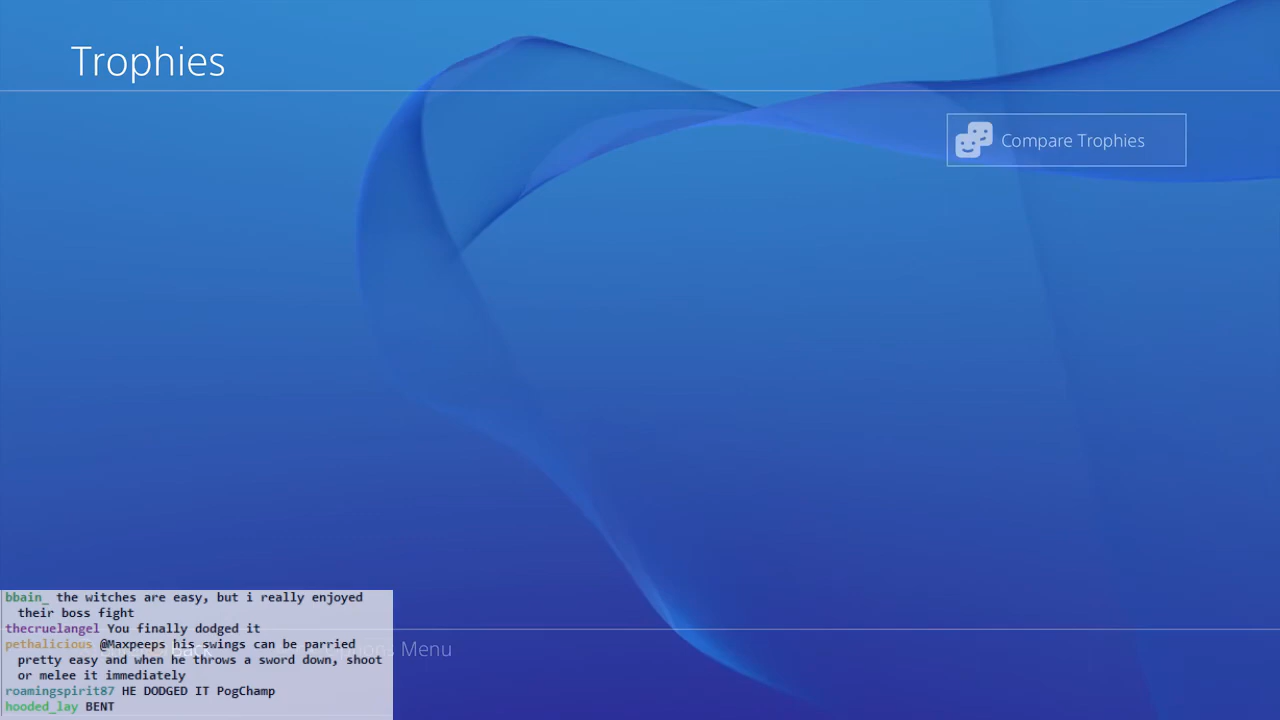 Trophies
Compare Trophies
bbain_ the witches are easy, but i really enjoyed
their boss fight
thecruelangel You finally dodged it
pethalicious @Maxpeeps his swings can be parried
pretty easy and when he throws a sword down, shoot
or melee it immediately
roamingspirit87 HE DODGED IT PogChamp
hooded_lay BENT
Back
Menu